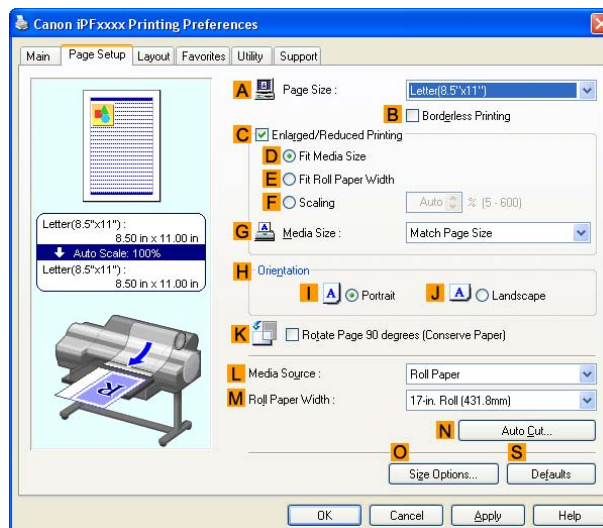 Canon iPFxxxx Printing Preferences
Main Page Setup Layout Favorites Utility Support
A Page Size : Letter(8.5"x11")
B Borderless Printing
C Enlarged/Reduced Printing
D Fit Media Size
E Fit Roll Paper Width
F Scaling Auto % (5 - 600)
G Media Size : Match Page Size
Letter(8.5"x11") :
8.50 in x 11.00 in
Auto Scale: 100%
Letter(8.5"x11") :
8.50 in x 11.00 in
H Orientation
I A Portrait J A Landscape
K Rotate Page 90 degrees (Conserve Paper)
R
L Media Source : Roll Paper
M Roll Paper Width : 17-in. Roll (431.8mm)
N Auto Cut...
O S
Size Options... Defaults
OK Cancel Apply Help